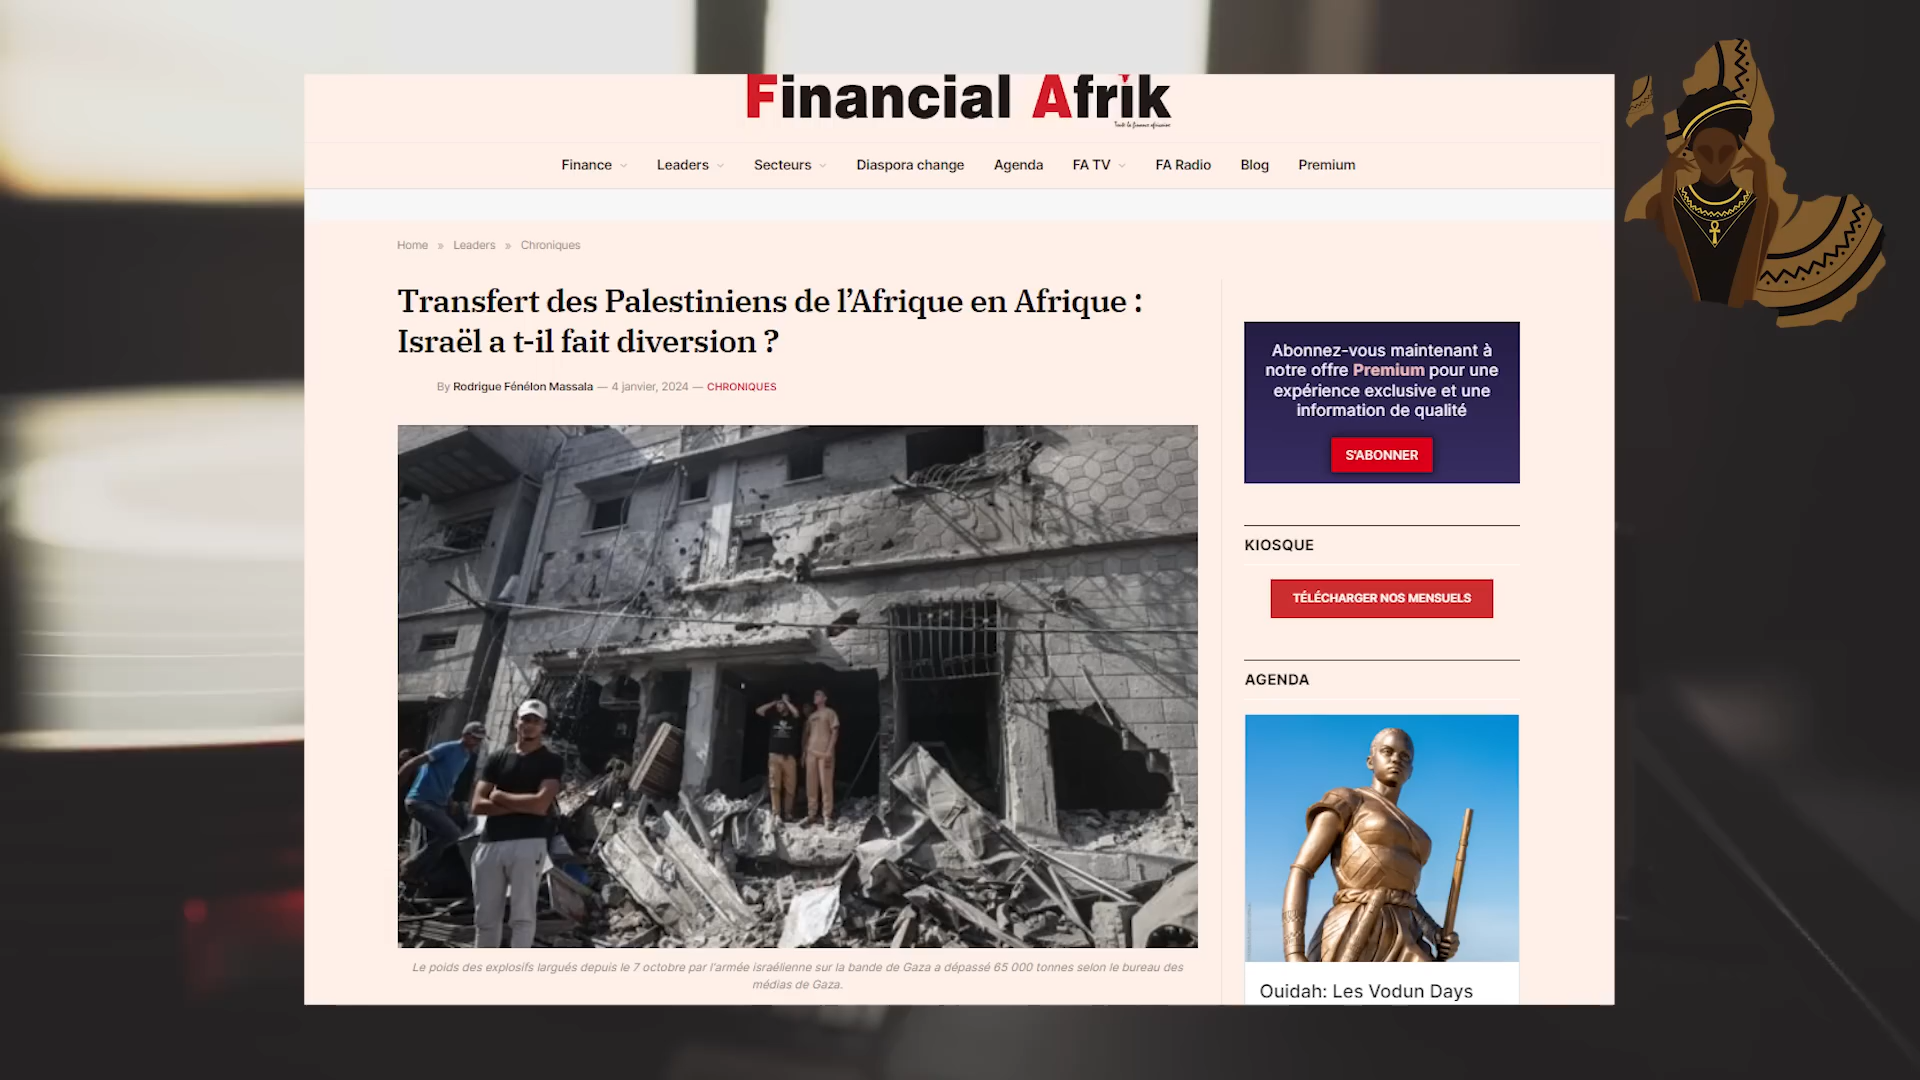 Financial Afrik
Toute la finance africaine
Finance
Leaders
Secteurs
Diaspora change
Agenda
FA TV
FA Radio
Blog
Premium
Home » Leaders » Chroniques
Transfert des Palestiniens de l’Afrique en Afrique :
Israël a t-il fait diversion ?
By Rodrigue Fénélon Massala — 4 janvier, 2024 — CHRONIQUES
Le poids des explosifs largués depuis le 7 octobre par l'armée israélienne sur la bande de Gaza a dépassé 65 000 tonnes selon le bureau des
médias de Gaza.
Abonnez-vous maintenant à
notre offre Premium pour une
expérience exclusive et une
information de qualité
S'ABONNER
KIOSQUE
TÉLÉCHARGER NOS MENSUELS
AGENDA
Ouidah: Les Vodun Days